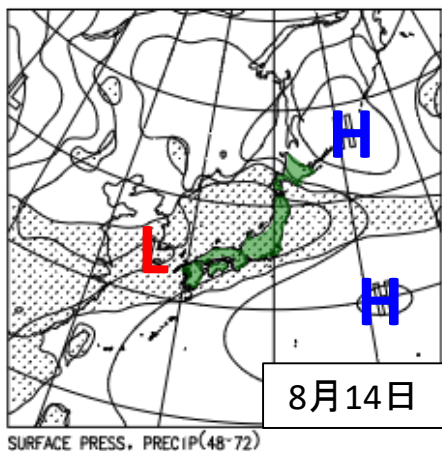 H
L
H
8月14日
SURFACE PRESS, PRECIP(48-72)